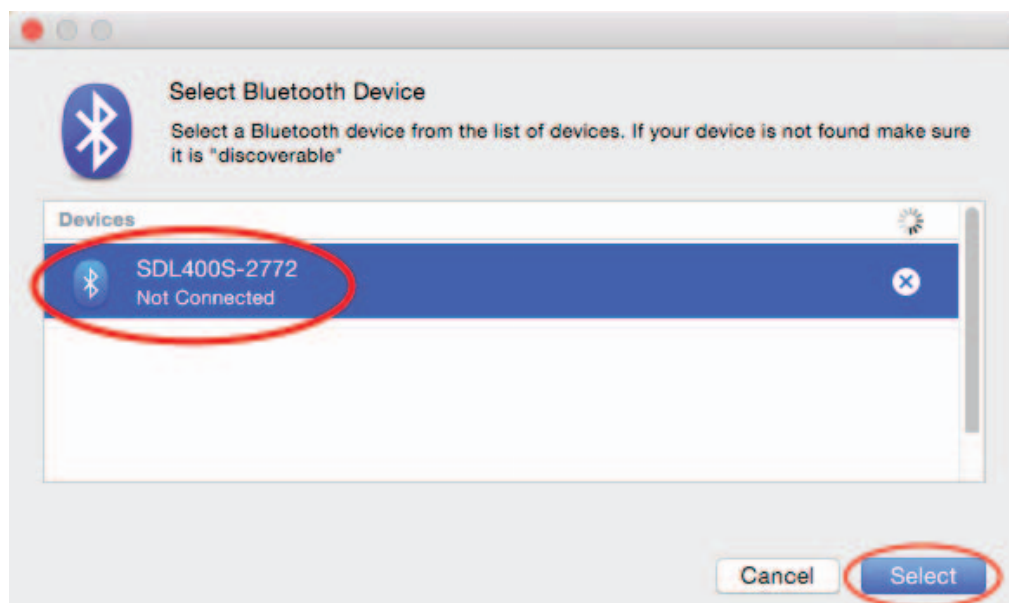 Select Bluetooth Device
Select a Bluetooth device from the list of devices. If your device is not found make sure
it is "discoverable"
Devices
SDL400S-2772
Not Connected
Cancel
Select